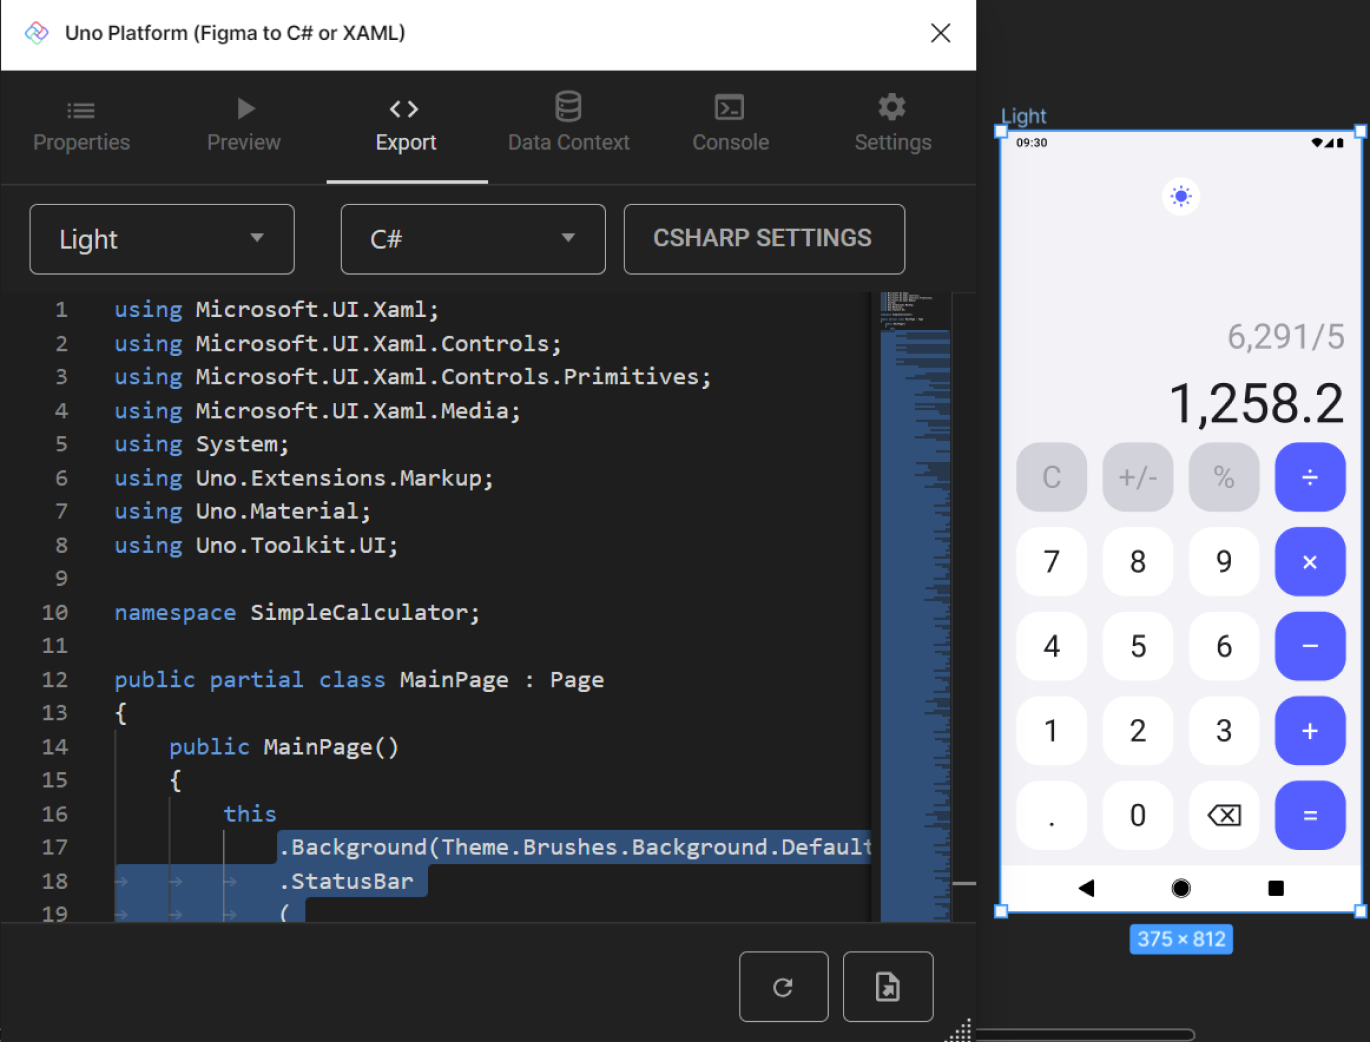 Uno Platform (Figma to C# or XAML)
Properties
Preview
Export
Data Context
Console
Settings
Light
C#
CSHARP SETTINGS
1 using Microsoft.UI.Xaml;
2 using Microsoft.UI.Xaml.Controls;
3 using Microsoft.UI.Xaml.Controls.Primitives;
4 using Microsoft.UI.Xaml.Media;
5 using System;
6 using Uno.Extensions.Markup;
7 using Uno.Material;
8 using Uno.Toolkit.UI;
9
10 namespace SimpleCalculator;
11
12 public partial class MainPage : Page
13 {
14 public MainPage()
15 {
16 this
17 .Background(Theme.Brushes.Background.Default
18 .StatusBar
19 (
Light
09:30
6,291/5
1,258.2
C +/- % ÷
7 8 9 ×
4 5 6 −
1 2 3 +
. 0 =
375 × 812